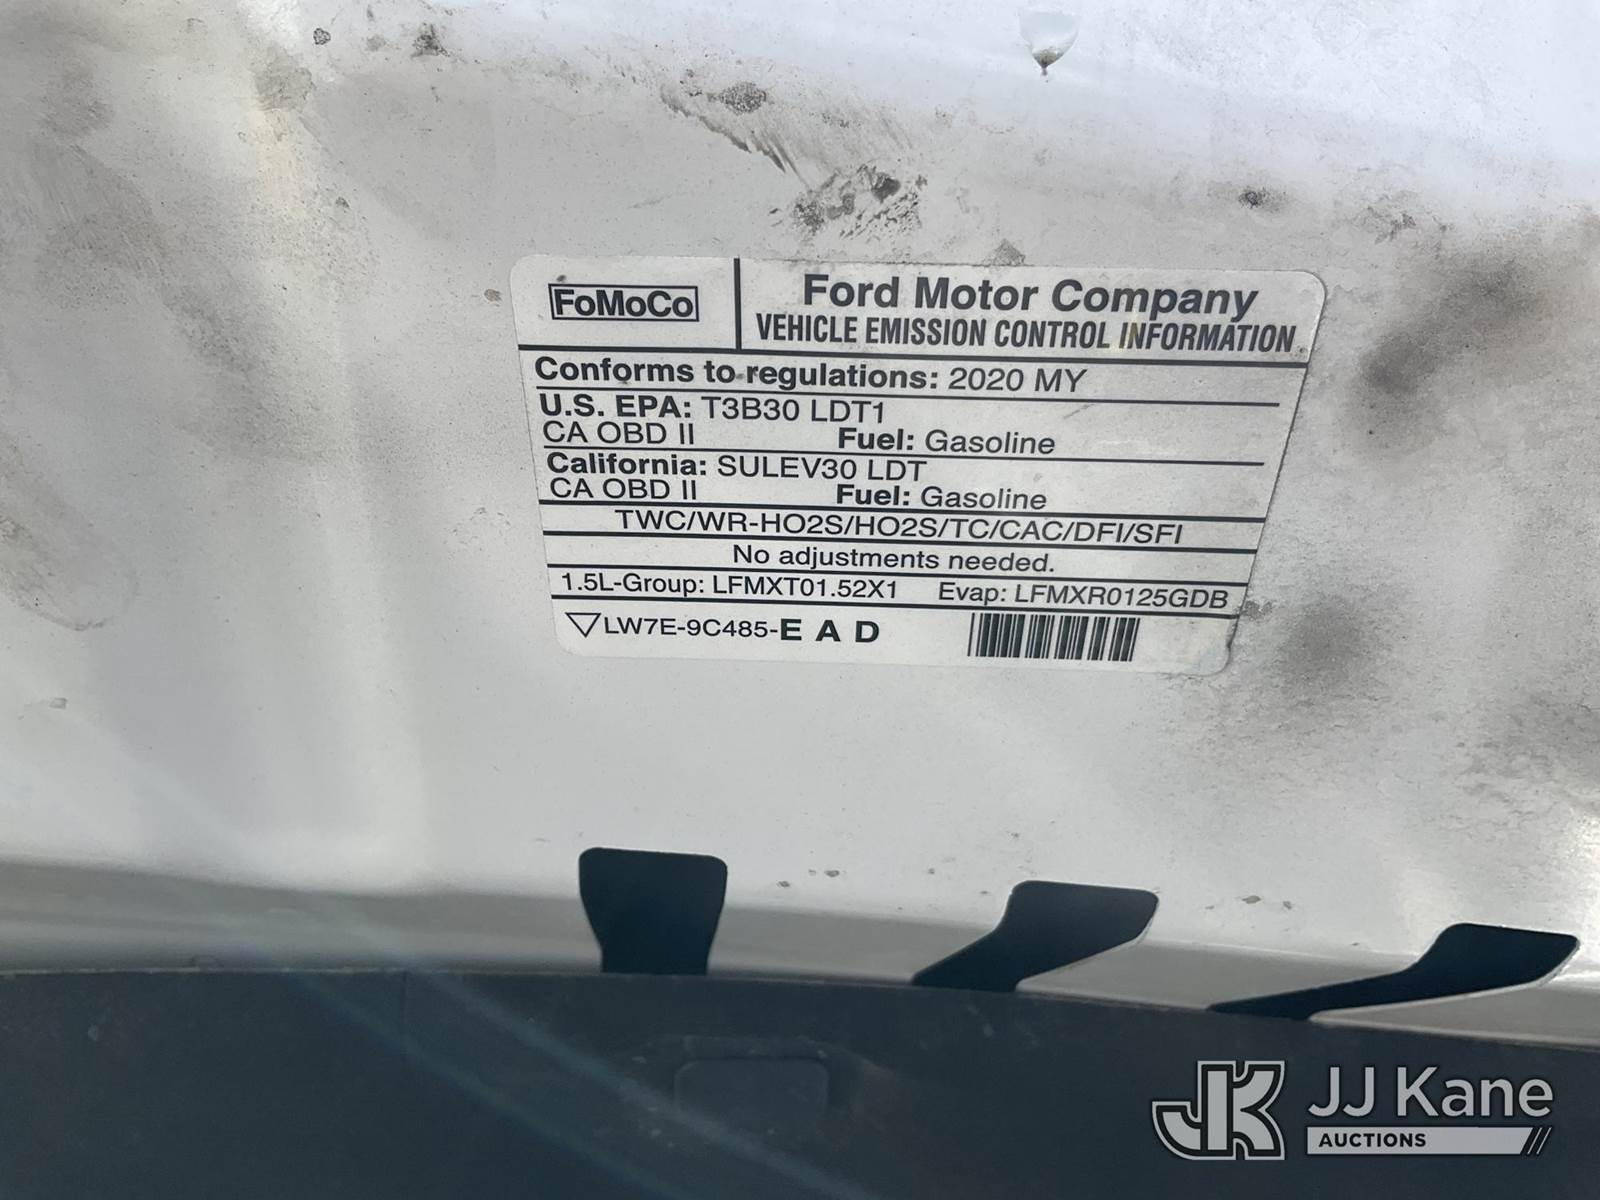 FoMoCo
Ford Motor Company
VEHICLE EMISSION CONTROL INFORMATION
Conforms to regulations: 2020 MY
U.S. EPA: T3B30 LDT1
CA OBD II Fuel: Gasoline
California: SULEV30 LDT
CA OBD II Fuel: Gasoline
TWC/WR-HO2S/HO2S/TC/CAC/DFI/SFI
No adjustments needed.
1.5L-Group: LFMXT01.52X1 Evap: LFMXR0125GDB
LW7E-9C485-E A D
JK JJ Kane
AUCTIONS